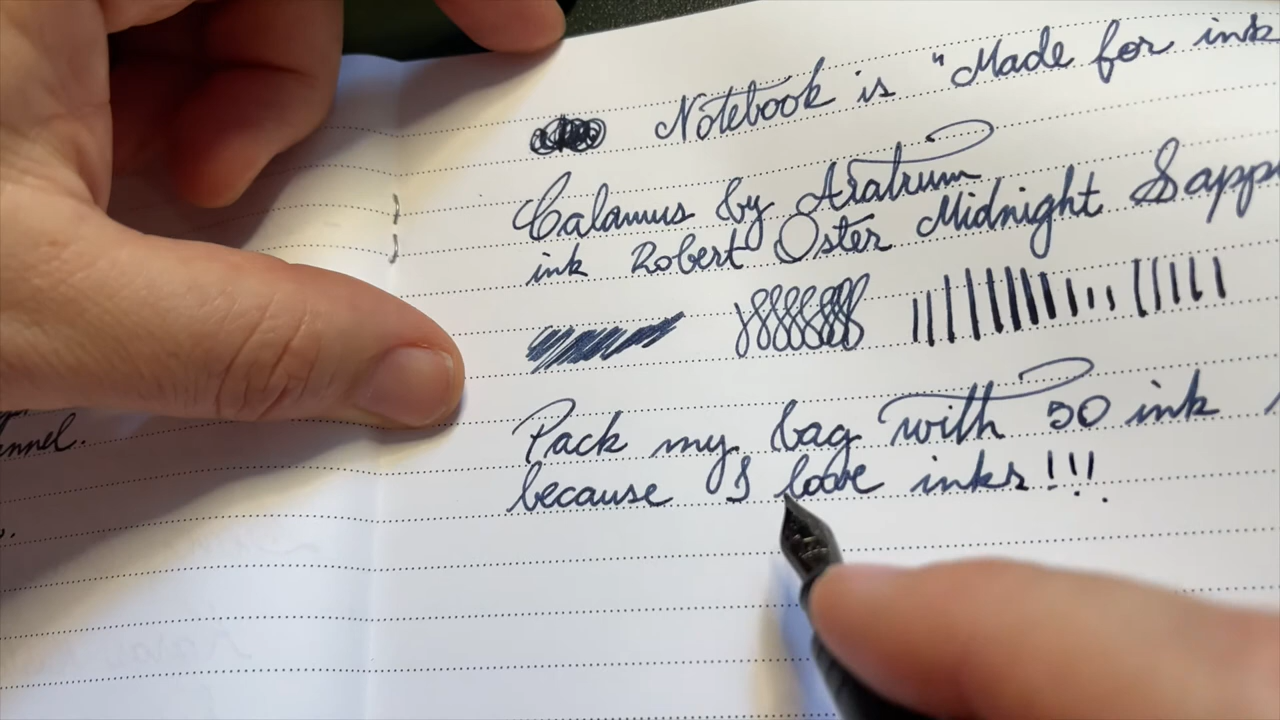 Notebook is "Made for ink
Calamus by Aratrum
ink Robert Oster Midnight
Pack my bag with 50 ink
because I love inks!!!